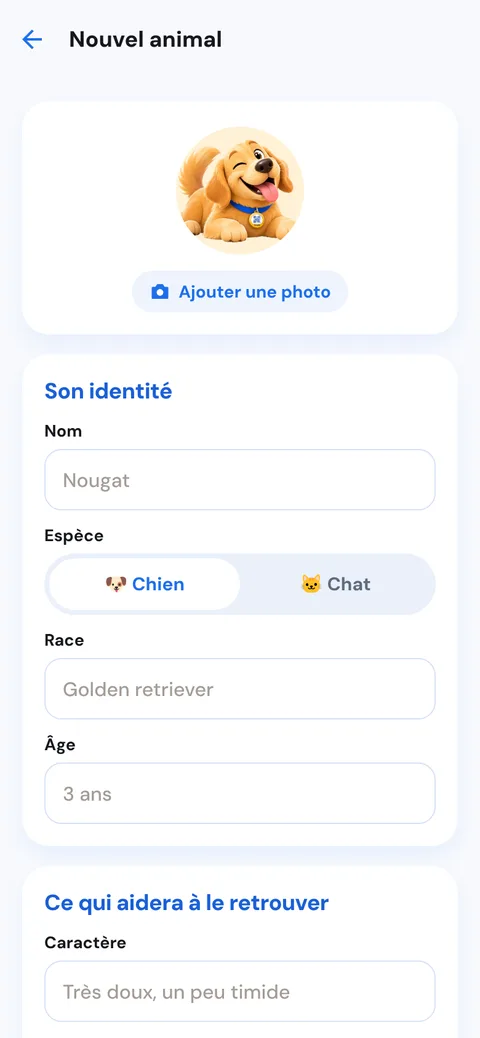 Nouvel animal
Ajouter une photo
Son identité
Nom
Nougat
Espèce
🐶 Chien
🐱 Chat
Race
Golden retriever
Âge
3 ans
Ce qui aidera à le retrouver
Caractère
Très doux, un peu timide